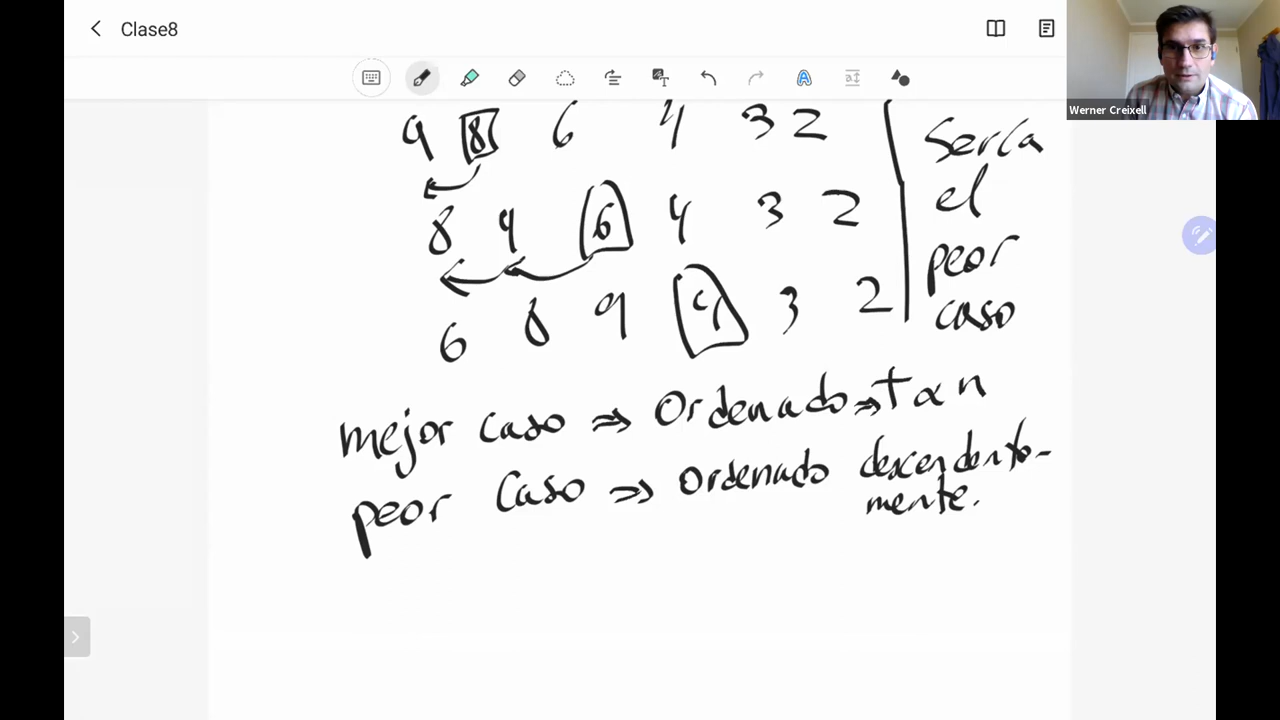 Clase8
Werner Creixell
9 8 6 4 3 2
8 9 6 4 3 2
6 8 9 4 3 2
Sería
el
peor
caso
mejor caso ⇒ Ordenado ⇒ T α n
peor Caso ⇒ Ordenado descendente-
mente.